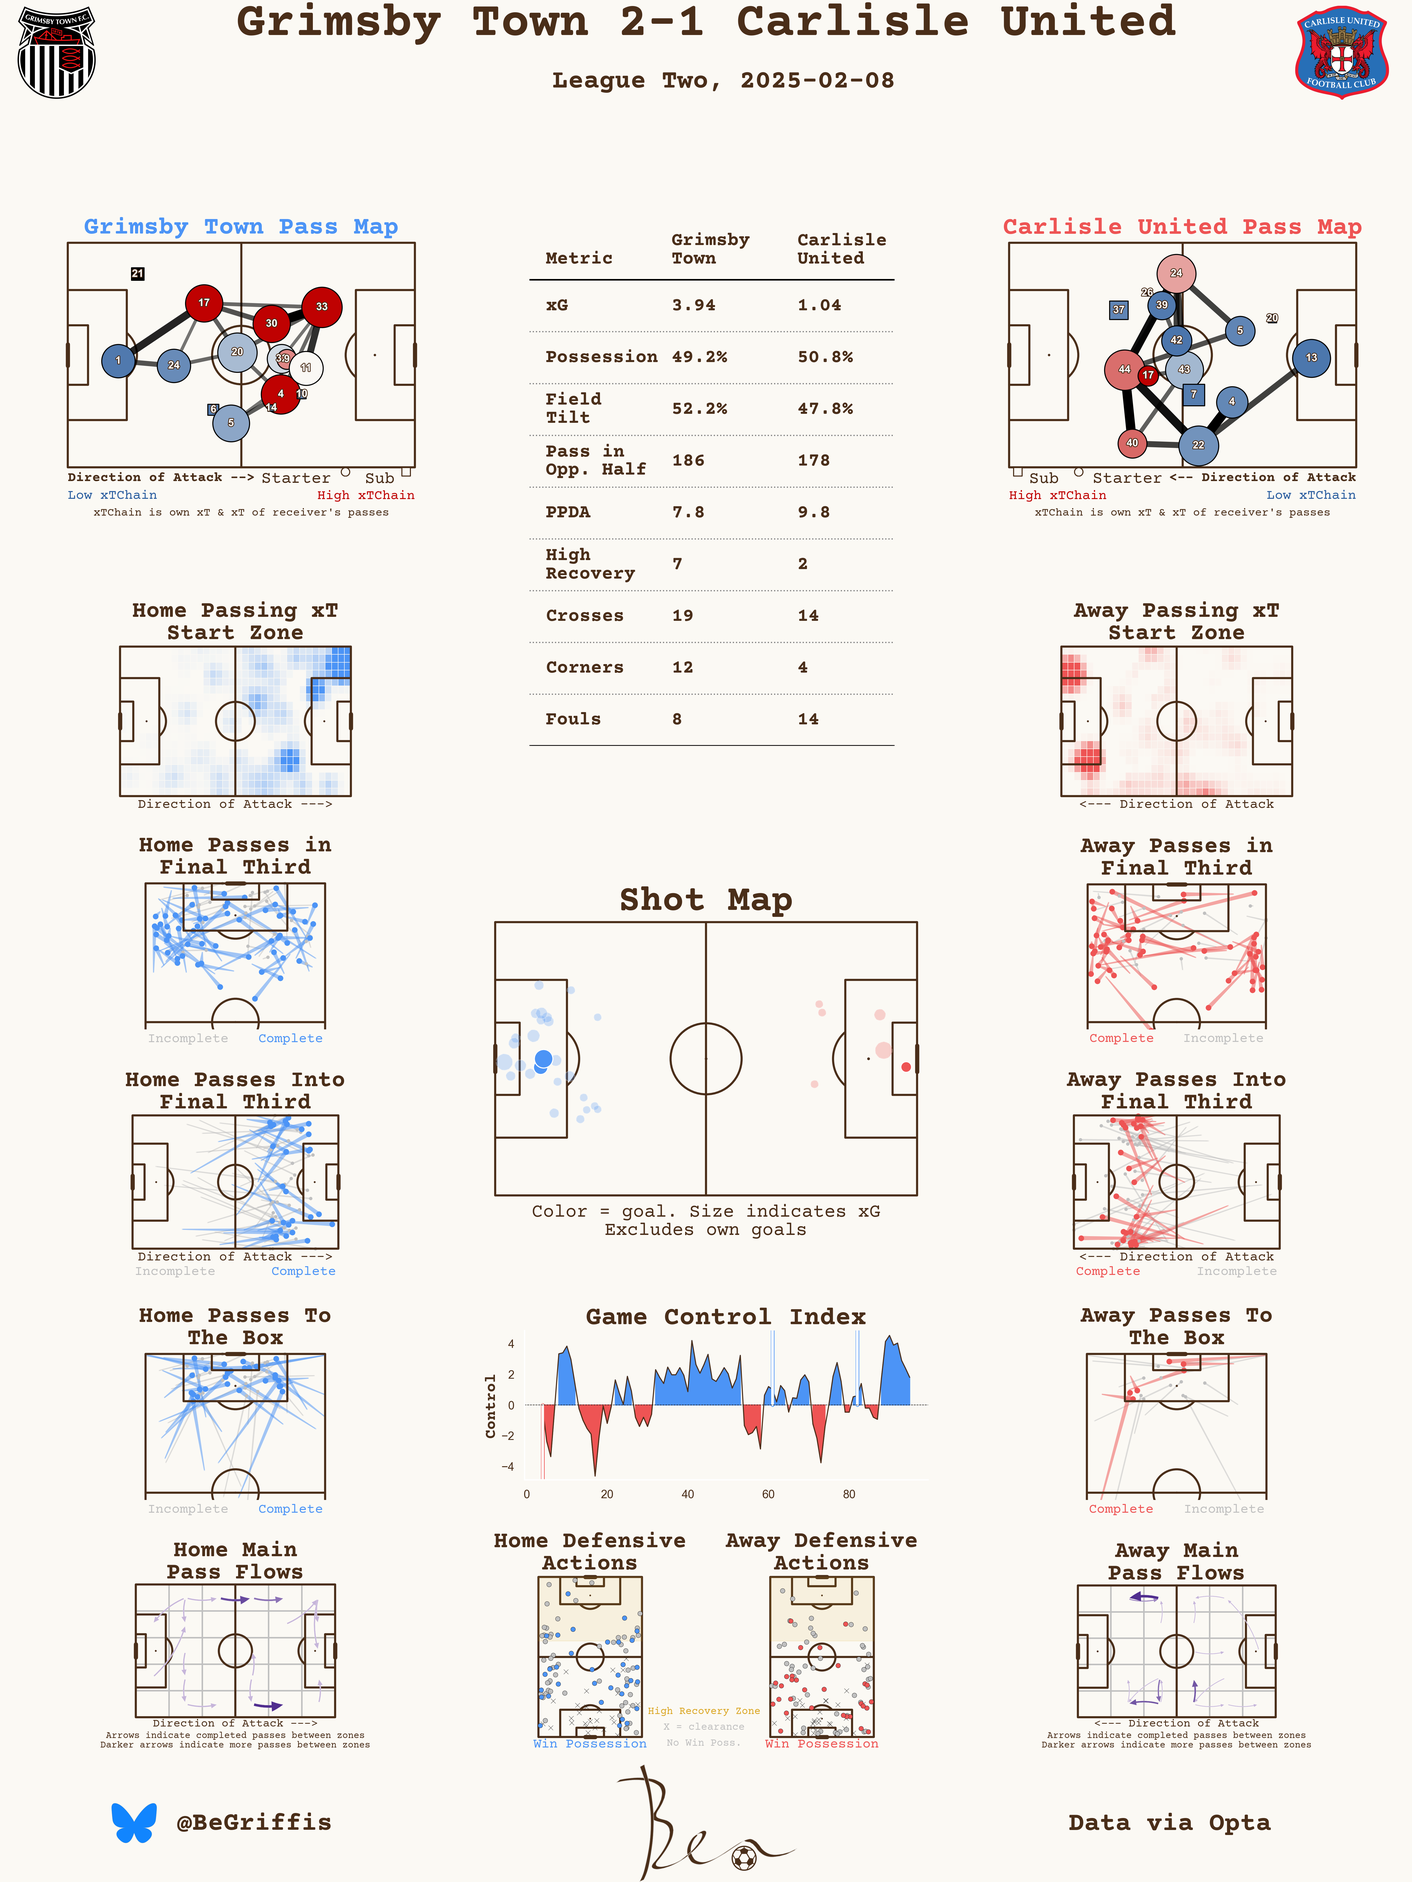 Grimsby Town 2-1 Carlisle United
League Two, 2025-02-08
GRIMSBY TOWN F.C.
CARLISLE UNITED
FOOTBALL CLUB
Grimsby Town Pass Map
21
17
33
30
1
24
20
11
4
10
14
6
5
Direction of Attack --> Starter Sub
Low xTChain High xTChain
xTChain is own xT & xT of receiver's passes
Metric Grimsby Town Carlisle United
xG 3.94 1.04
Possession 49.2% 50.8%
Field Tilt 52.2% 47.8%
Pass in Opp. Half 186 178
PPDA 7.8 9.8
High Recovery 7 2
Crosses 19 14
Corners 12 4
Fouls 8 14
Carlisle United Pass Map
24
26
39
37
20
5
42
13
44
17
43
7
4
40
22
Sub Starter <-- Direction of Attack
High xTChain Low xTChain
xTChain is own xT & xT of receiver's passes
Home Passing xT
Start Zone
Direction of Attack --->
Away Passing xT
Start Zone
<--- Direction of Attack
Home Passes in
Final Third
Incomplete Complete
Away Passes in
Final Third
Complete Incomplete
Shot Map
Color = goal. Size indicates xG
Excludes own goals
Home Passes Into
Final Third
Direction of Attack --->
Incomplete Complete
Away Passes Into
Final Third
<--- Direction of Attack
Complete Incomplete
Home Passes To
The Box
Incomplete Complete
Game Control Index
Control
4
2
0
−2
−4
0 20 40 60 80
Away Passes To
The Box
Complete Incomplete
Home Main
Pass Flows
Direction of Attack --->
Arrows indicate completed passes between zones
Darker arrows indicate more passes between zones
Home Defensive
Actions
Win Possession
Away Defensive
Actions
Win Possession
High Recovery Zone
X = clearance
No Win Poss.
Away Main
Pass Flows
<--- Direction of Attack
Arrows indicate completed passes between zones
Darker arrows indicate more passes between zones
@BeGriffis
Ben
Data via Opta